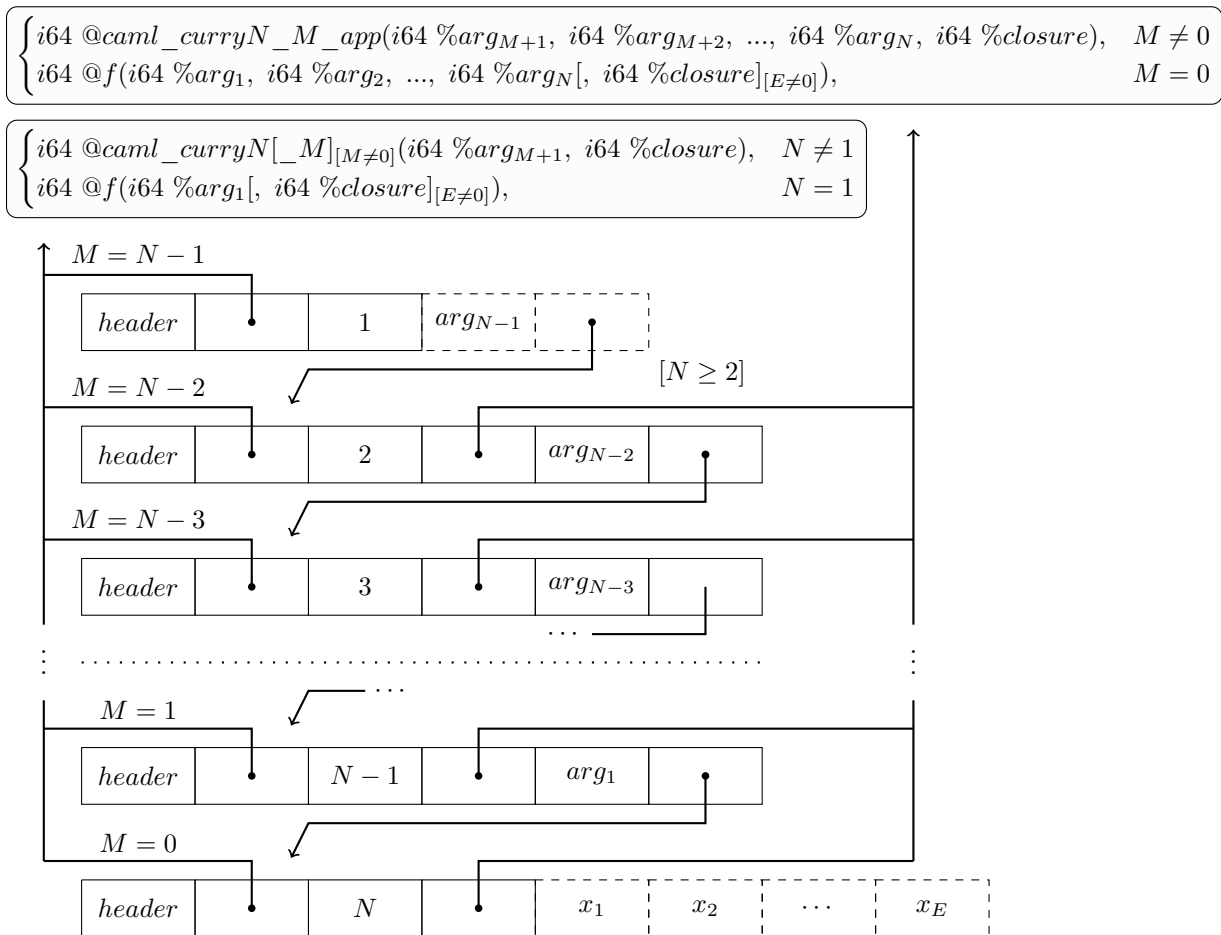 i64 @caml_curryN_M_app(i64 %arg_{M+1}, i64 %arg_{M+2}, ..., i64 %arg_N, i64 %closure), M ≠ 0
i64 @f(i64 %arg_1, i64 %arg_2, ..., i64 %arg_N[, i64 %closure]_{[E≠0]}), M = 0
i64 @caml_curryN[_M]_{[M≠0]}(i64 %arg_{M+1}, i64 %closure), N ≠ 1
i64 @f(i64 %arg_1[, i64 %closure]_{[E≠0]}), N = 1
M = N − 1
header 1 arg_{N−1}
[N ≥ 2]
M = N − 2
header 2 arg_{N−2}
M = N − 3
header 3 arg_{N−3}
···
···
M = 1
header N − 1 arg_1
M = 0
header N x_1 x_2 ··· x_E